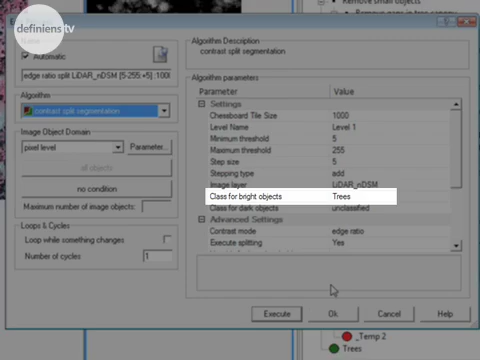 Remove small objects
definiens tv
Name
Automatic
edge ratio split LiDAR_nDSM [5-255:+5] ;1000
Algorithm
contrast split segmentation
Image Object Domain
pixel level
Parameter...
all objects
no condition
Maximum number of image objects:
Loops & Cycles
Loop while something changes
Number of cycles
1
Algorithm Description
contrast split segmentation
Algorithm parameters
Parameter Value
Settings
Chessboard Tile Size 1000
Level Name Level 1
Minimum threshold 5
Maximum threshold 255
Step size 5
Stepping type add
Image layer LiDAR_nDSM
Class for bright objects Trees
Class for dark objects unclassified
Advanced Settings
Contrast mode edge ratio
Execute splitting Yes
Execute
Ok
Cancel
Help
_Temp 2
Trees